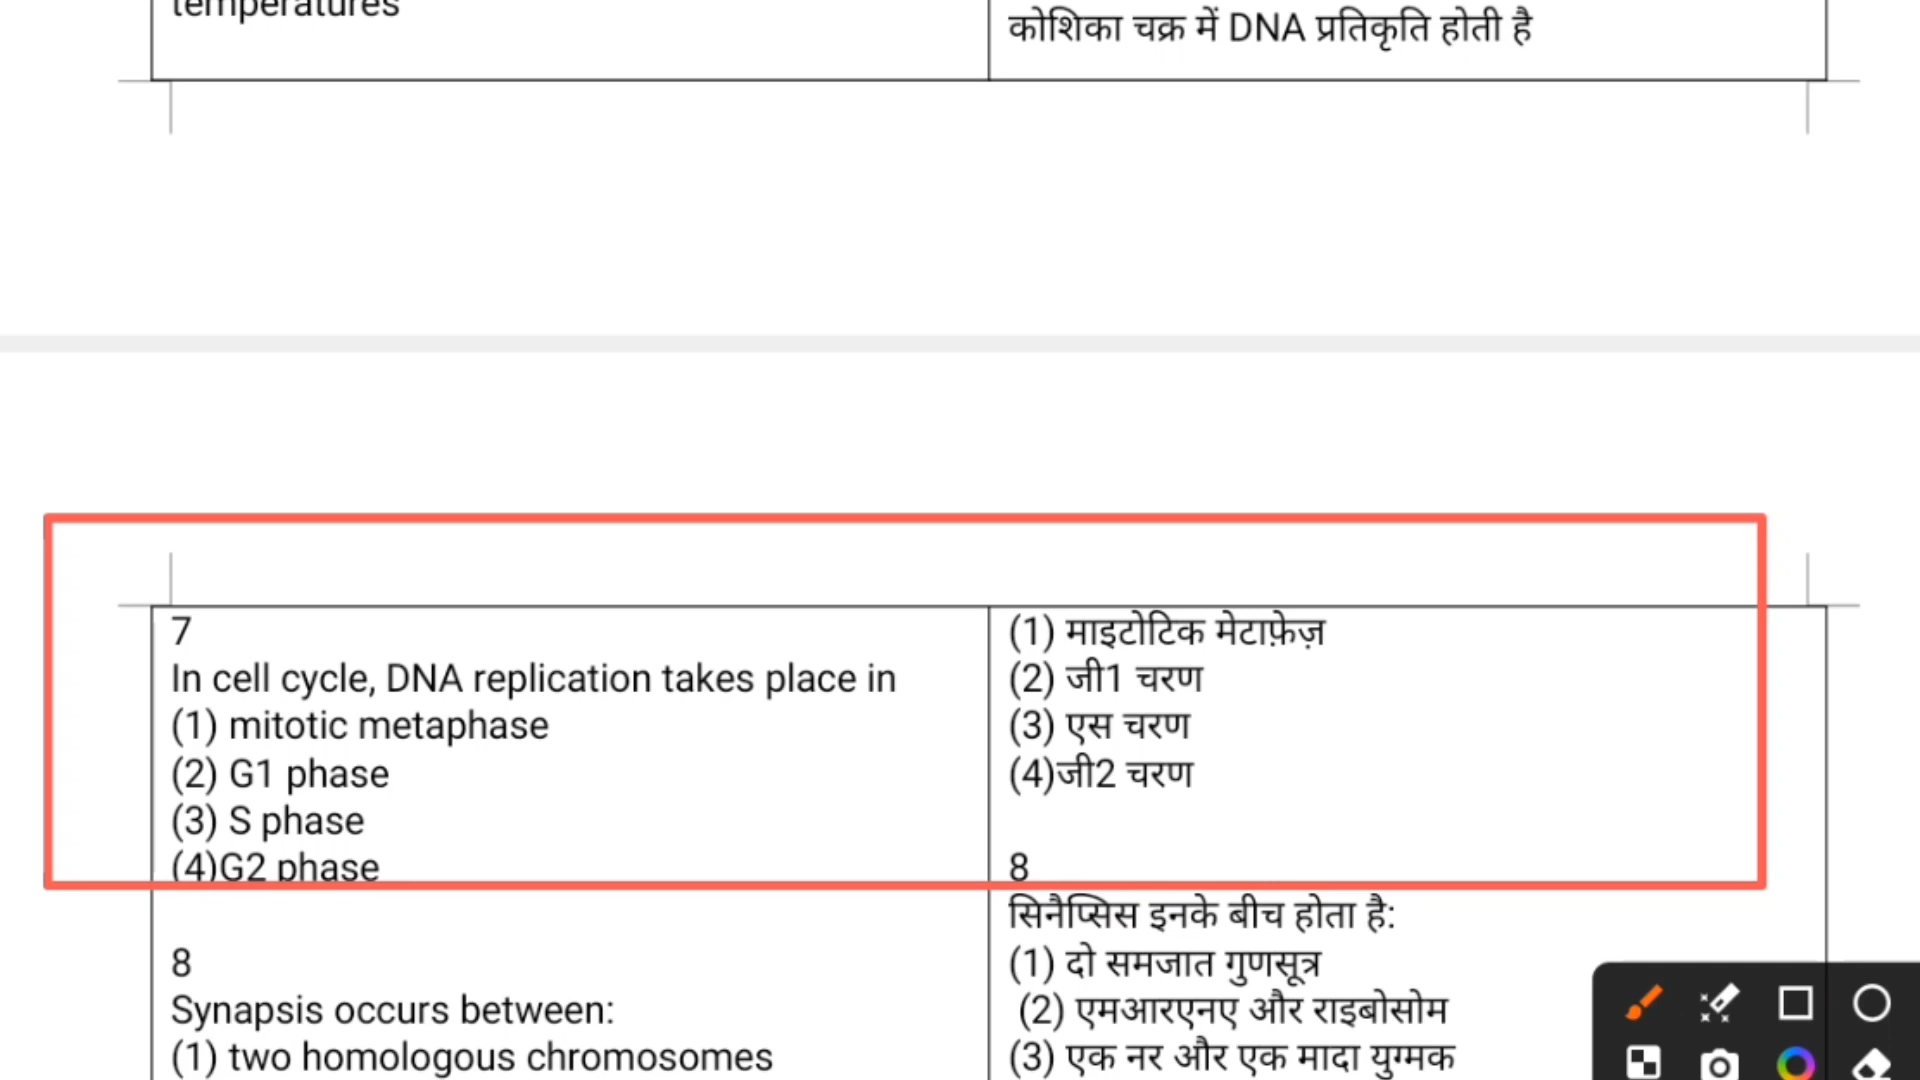 temperatures
कोशिका चक्र में DNA प्रतिकृति होती है
7
In cell cycle, DNA replication takes place in
(1) mitotic metaphase
(2) G1 phase
(3) S phase
(4)G2 phase
8
Synapsis occurs between:
(1) two homologous chromosomes
(1) माइटोटिक मेटाफ़ेज़
(2) जी1 चरण
(3) एस चरण
(4)जी2 चरण
8
सिनैप्सिस इनके बीच होता है:
(1) दो समजात गुणसूत्र
(2) एमआरएनए और राइबोसोम
(3) एक नर और एक मादा युग्मक